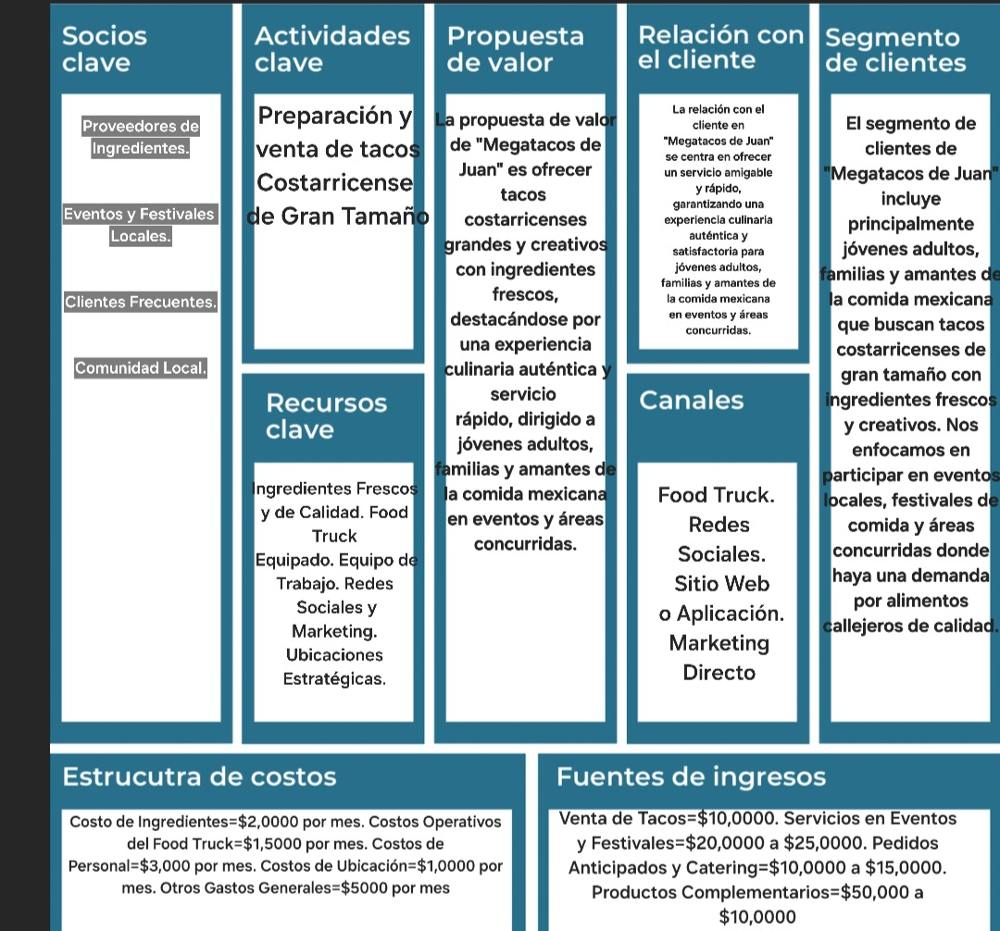 Socios
clave
Proveedores de
Ingredientes.
Eventos y Festivales
Locales.
Clientes Frecuentes.
Comunidad Local.
Actividades
clave
Preparación y
venta de tacos
Costarricense
de Gran Tamaño
Recursos
clave
Ingredientes Frescos
y de Calidad. Food
Truck
Equipado. Equipo de
Trabajo. Redes
Sociales y
Marketing.
Ubicaciones
Estratégicas.
Propuesta
de valor
La propuesta de valor
de "Megatacos de
Juan" es ofrecer
tacos
costarricenses
grandes y creativos
con ingredientes
frescos,
destacándose por
una experiencia
culinaria auténtica y
servicio
rápido, dirigido a
jóvenes adultos,
familias y amantes de
la comida mexicana
en eventos y áreas
concurridas.
Relación con
el cliente
La relación con el
cliente en
"Megatacos de Juan"
se centra en ofrecer
un servicio amigable
y rápido,
garantizando una
experiencia culinaria
auténtica y
satisfactoria para
jóvenes adultos,
familias y amantes de
la comida mexicana
en eventos y áreas
concurridas.
Canales
Food Truck.
Redes
Sociales.
Sitio Web
o Aplicación.
Marketing
Directo
Segmento
de clientes
El segmento de
clientes de
"Megatacos de Juan"
incluye
principalmente
jóvenes adultos,
familias y amantes de
la comida mexicana
que buscan tacos
costarricenses de
gran tamaño con
ingredientes frescos
y creativos. Nos
enfocamos en
participar en eventos
locales, festivales de
comida y áreas
concurridas donde
haya una demanda
por alimentos
callejeros de calidad.
Estrucutra de costos
Costo de Ingredientes=$2,0000 por mes. Costos Operativos
del Food Truck=$1,5000 por mes. Costos de
Personal=$3,000 por mes. Costos de Ubicación=$1,0000 por
mes. Otros Gastos Generales=$5000 por mes
Fuentes de ingresos
Venta de Tacos=$10,0000. Servicios en Eventos
y Festivales=$20,0000 a $25,0000. Pedidos
Anticipados y Catering=$10,0000 a $15,0000.
Productos Complementarios=$50,000 a
$10,0000